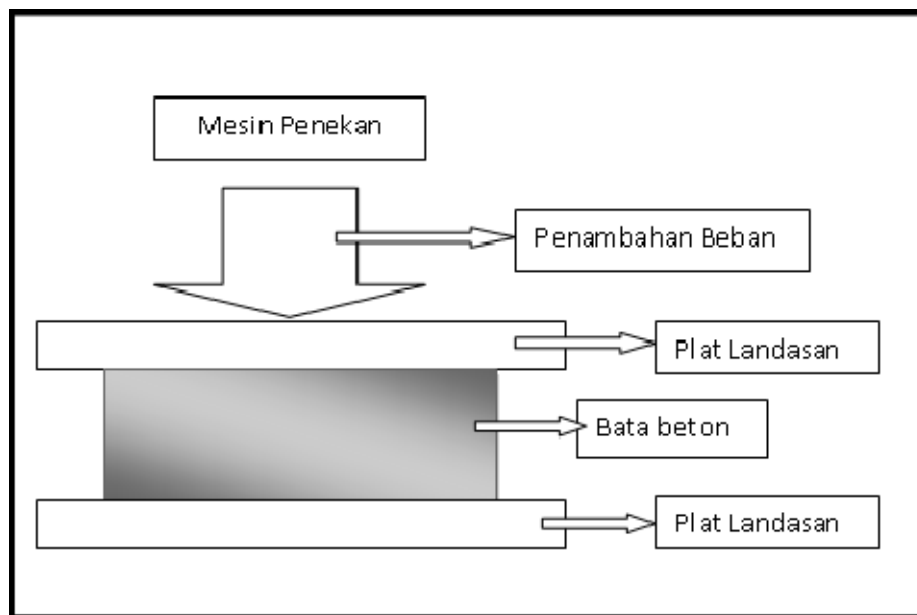 Mesin Penekan
Penambahan Beban
Plat Landasan
Bata beton
Plat Landasan